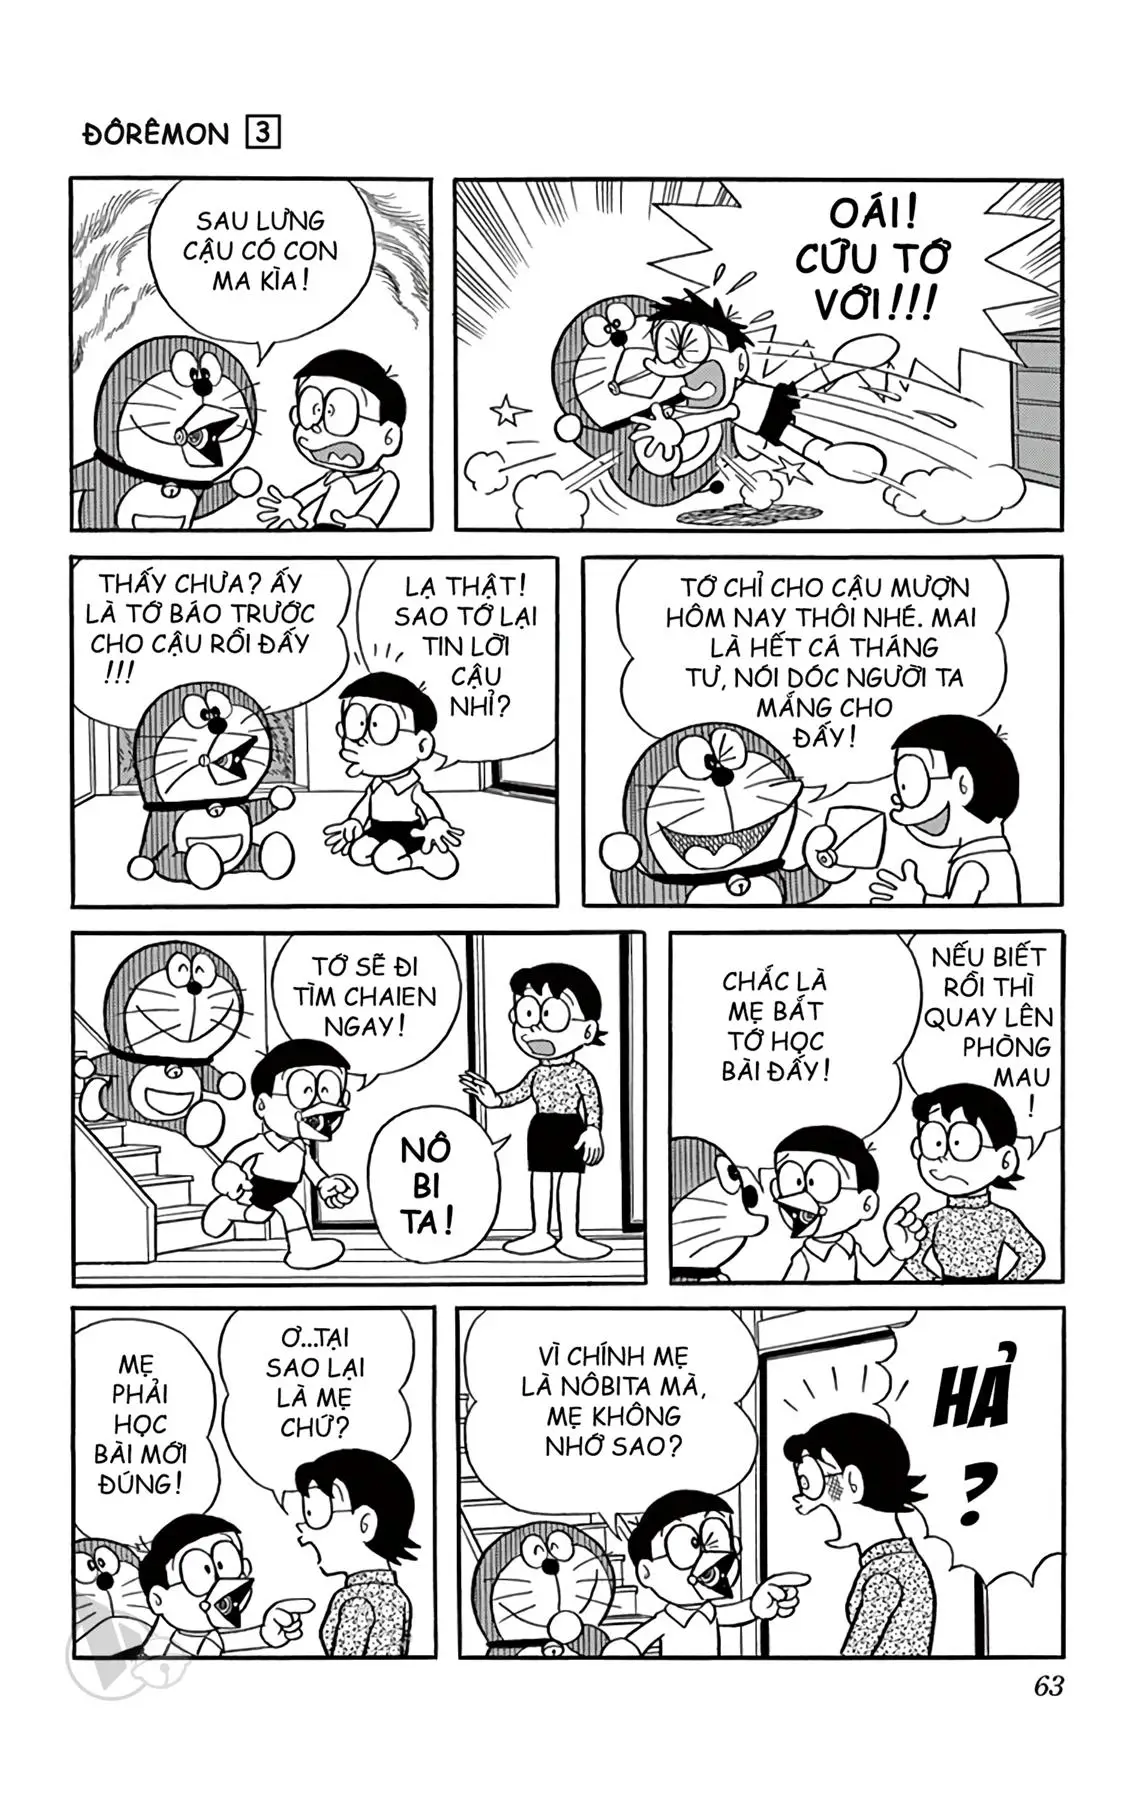 ĐÔRÊMON 3
SAU LƯNG
CẬU CÓ CON
MA KÌA!
OÁI!
CỨU TỚ
VỚI!!!
THẤY CHƯA? ẤY
LÀ TỚ BÁO TRƯỚC
CHO CẬU RỒI ĐẤY
!!!
LẠ THẬT!
SAO TỚ LẠI
TIN LỜI
CẬU
NHỈ?
TỚ CHỈ CHO CẬU MƯỢN
HÔM NAY THÔI NHÉ. MAI
LÀ HẾT CÁ THÁNG
TƯ, NÓI DÓC NGƯỜI TA
MẮNG CHO
ĐẤY!
TỚ SẼ ĐI
TÌM CHAIEN
NGAY!
NÔ
BI
TA!
CHẮC LÀ
MẸ BẮT
TỚ HỌC
BÀI ĐẤY!
NẾU BIẾT
RỒI THÌ
QUAY LÊN
PHÒNG
MAU
!
MẸ
PHẢI
HỌC
BÀI MỚI
ĐÚNG!
Ơ...TẠI
SAO LẠI
LÀ MẸ
CHỨ?
VÌ CHÍNH MẸ
LÀ NÔBITA MÀ,
MẸ KHÔNG
NHỚ SAO?
HẢ
?
63